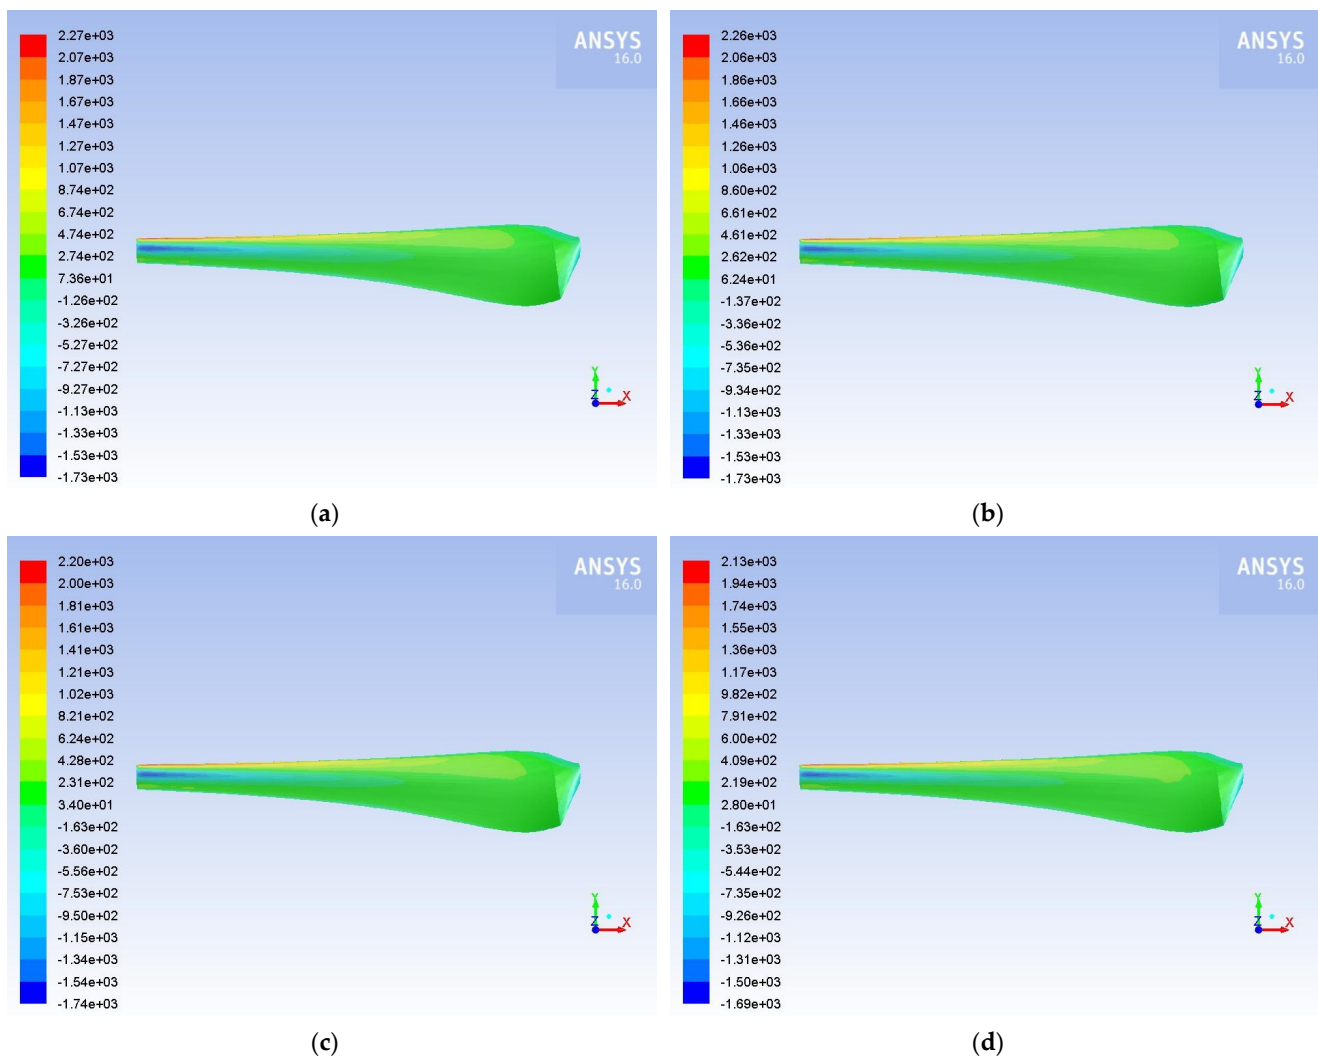 2.27e+03
2.07e+03
1.87e+03
1.67e+03
1.47e+03
1.27e+03
1.07e+03
8.74e+02
6.74e+02
4.74e+02
2.74e+02
7.36e+01
-1.26e+02
-3.26e+02
-5.27e+02
-7.27e+02
-9.27e+02
-1.13e+03
-1.33e+03
-1.53e+03
-1.73e+03
ANSYS
16.0
Y
Z
X
(a)
2.26e+03
2.06e+03
1.86e+03
1.66e+03
1.46e+03
1.26e+03
1.06e+03
8.60e+02
6.61e+02
4.61e+02
2.62e+02
6.24e+01
-1.37e+02
-3.36e+02
-5.36e+02
-7.35e+02
-9.34e+02
-1.13e+03
-1.33e+03
-1.53e+03
-1.73e+03
ANSYS
16.0
Y
Z
X
(b)
2.20e+03
2.00e+03
1.81e+03
1.61e+03
1.41e+03
1.21e+03
1.02e+03
8.21e+02
6.24e+02
4.28e+02
2.31e+02
3.40e+01
-1.63e+02
-3.60e+02
-5.56e+02
-7.53e+02
-9.50e+02
-1.15e+03
-1.34e+03
-1.54e+03
-1.74e+03
ANSYS
16.0
Y
Z
X
(c)
2.13e+03
1.94e+03
1.74e+03
1.55e+03
1.36e+03
1.17e+03
9.82e+02
7.91e+02
6.00e+02
4.09e+02
2.19e+02
2.80e+01
-1.63e+02
-3.53e+02
-5.44e+02
-7.35e+02
-9.26e+02
-1.12e+03
-1.31e+03
-1.50e+03
-1.69e+03
ANSYS
16.0
Y
Z
X
(d)